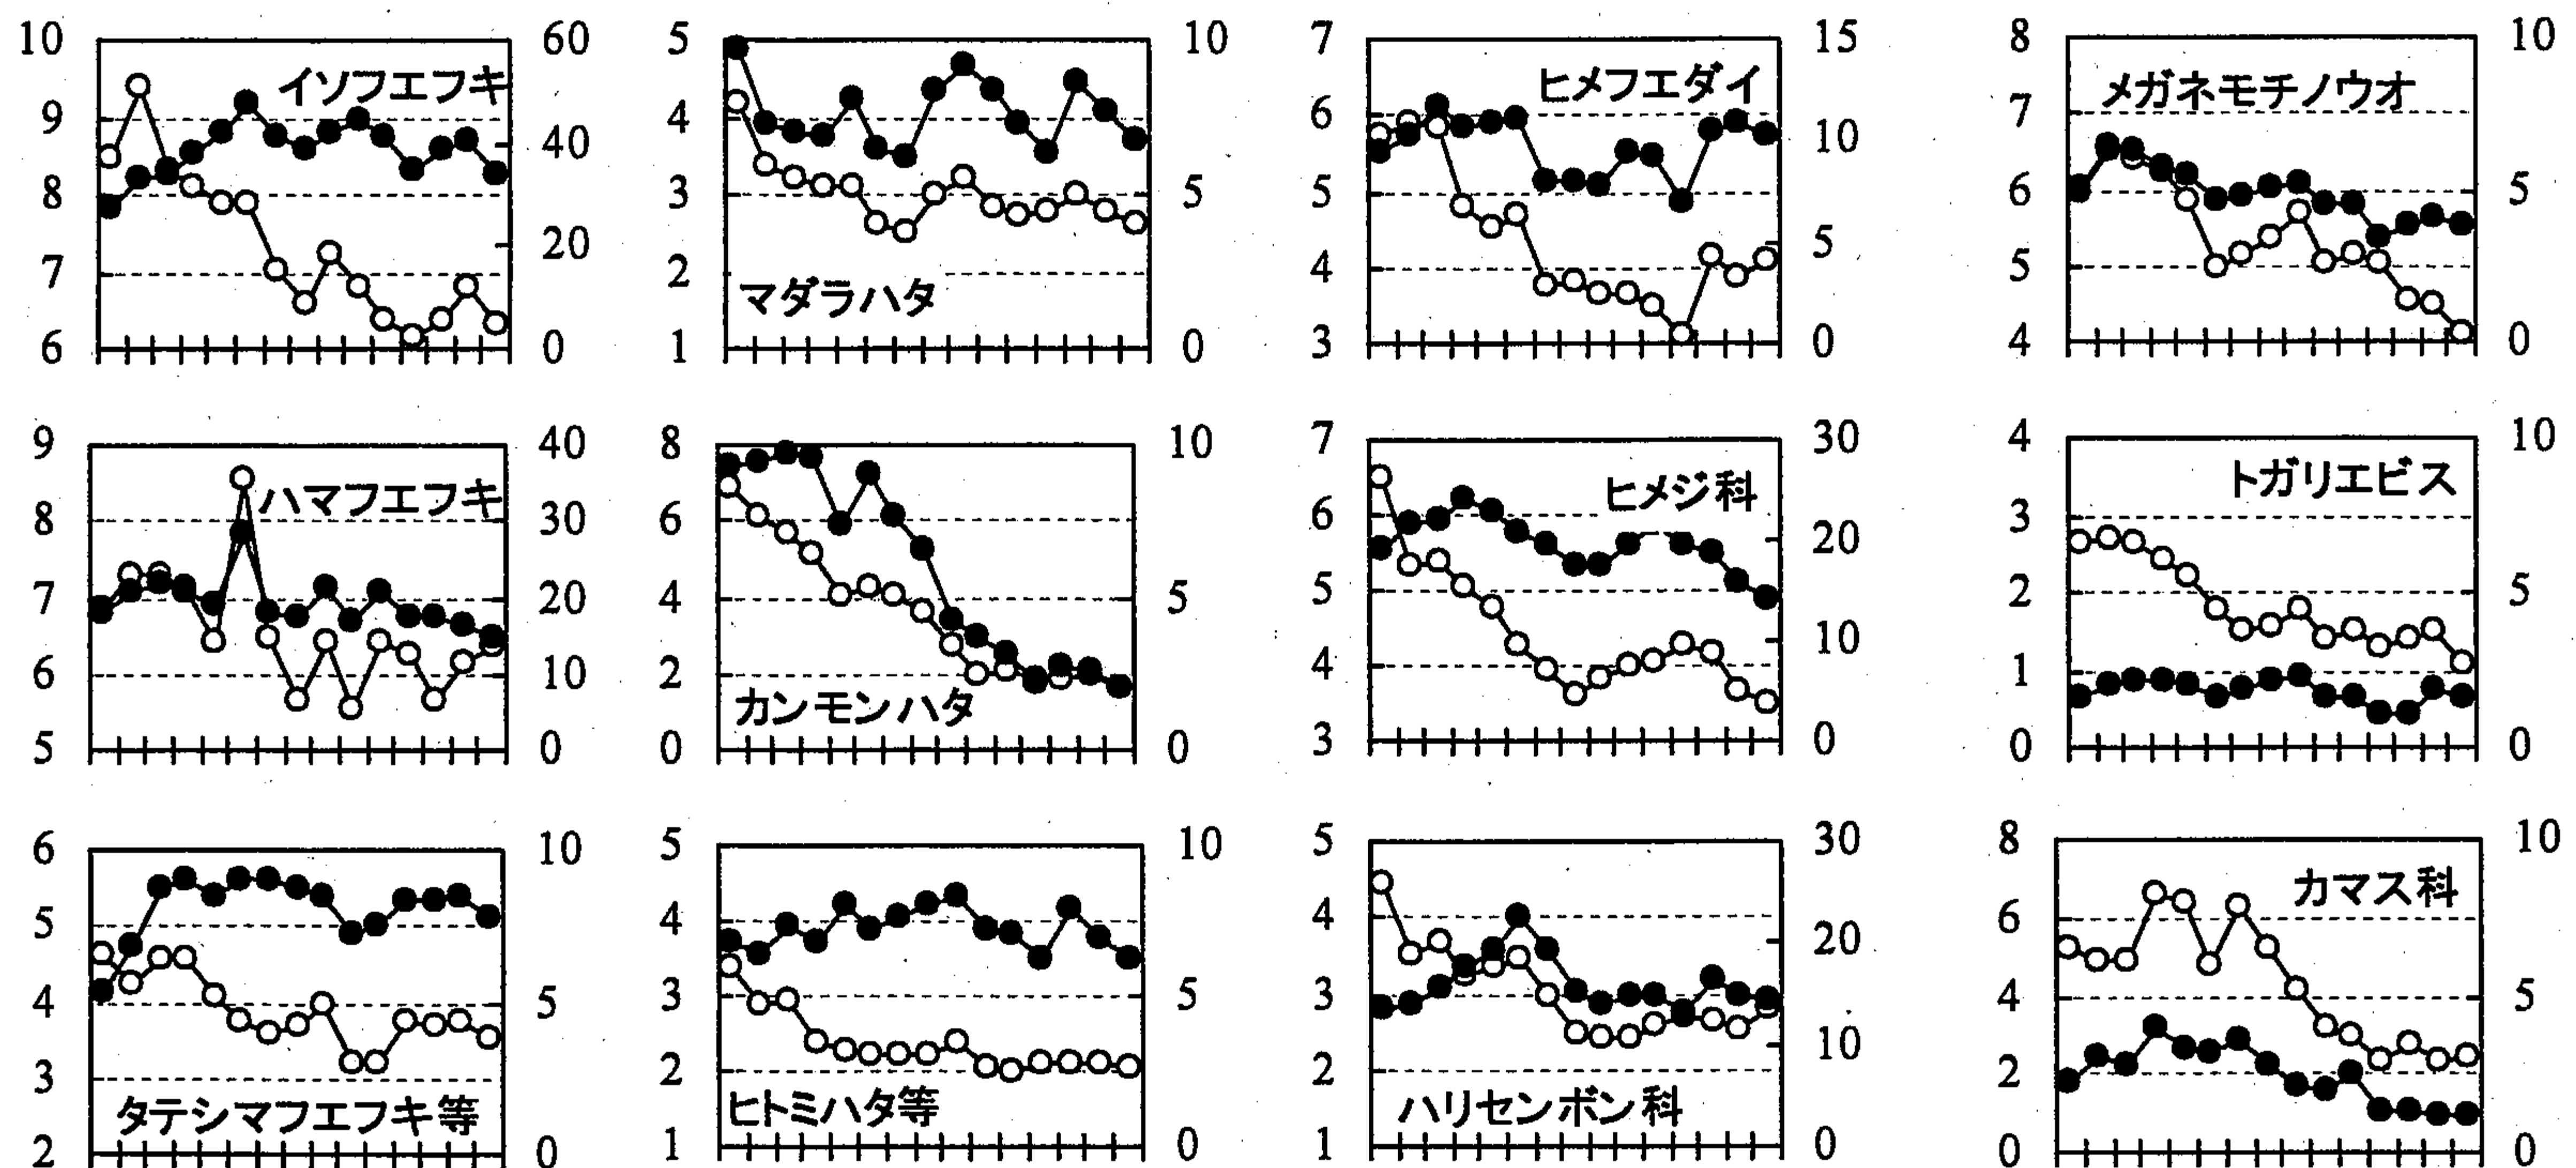 10 60 5 10 7 15 8 10
イソフエフキ ヒメフエダイ メガネモチノウオ
9 40 4 6 10 7
8 3 5 5 6 5
7 20 2 4 5 5
マダラハタ
6 0 1 0 3 0 4 0
9 40 8 10 7 30 4 10
ハマフエフキ ヒメジ科 トガリエビス
8 30 6 6 20 3
7 20 4 5 5 2 5
6 10 2 4 10 1
カンモンハタ
5 0 0 0 3 0 0 0
6 10 5 10 5 30 8 10
カマス科
5 4 4 20 6
4 5 3 5 3 10 4 5
3 2 2 2
タテシマフエフキ等 ヒトミハタ等 ハリセンボン科
2 0 1 0 1 0 0 0